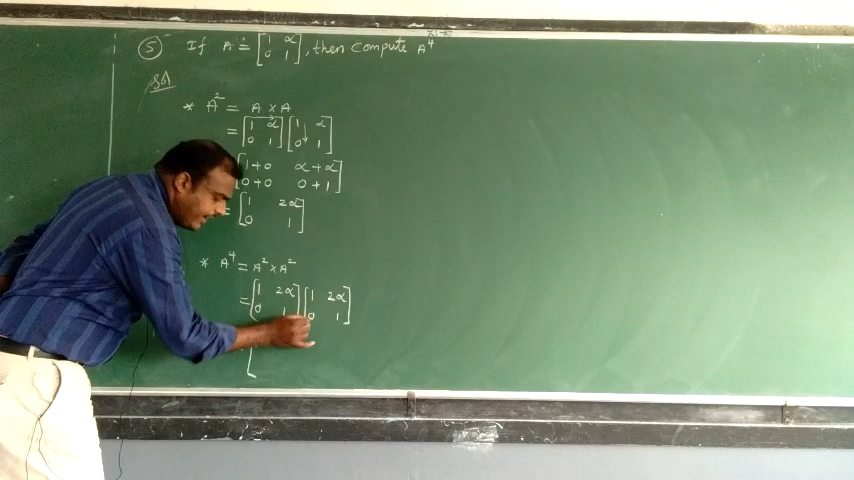 5 If A = [1 α 0 1], then compute A⁴
Sol
* A² = A × A
= [1 α 0 1] [1 α 0 1]
[1+0 α+α 0+0 0+1]
= [1 2α 0 1]
* A⁴ = A² × A²
= [1 2α 0 1] [1 2α 0 1]
[